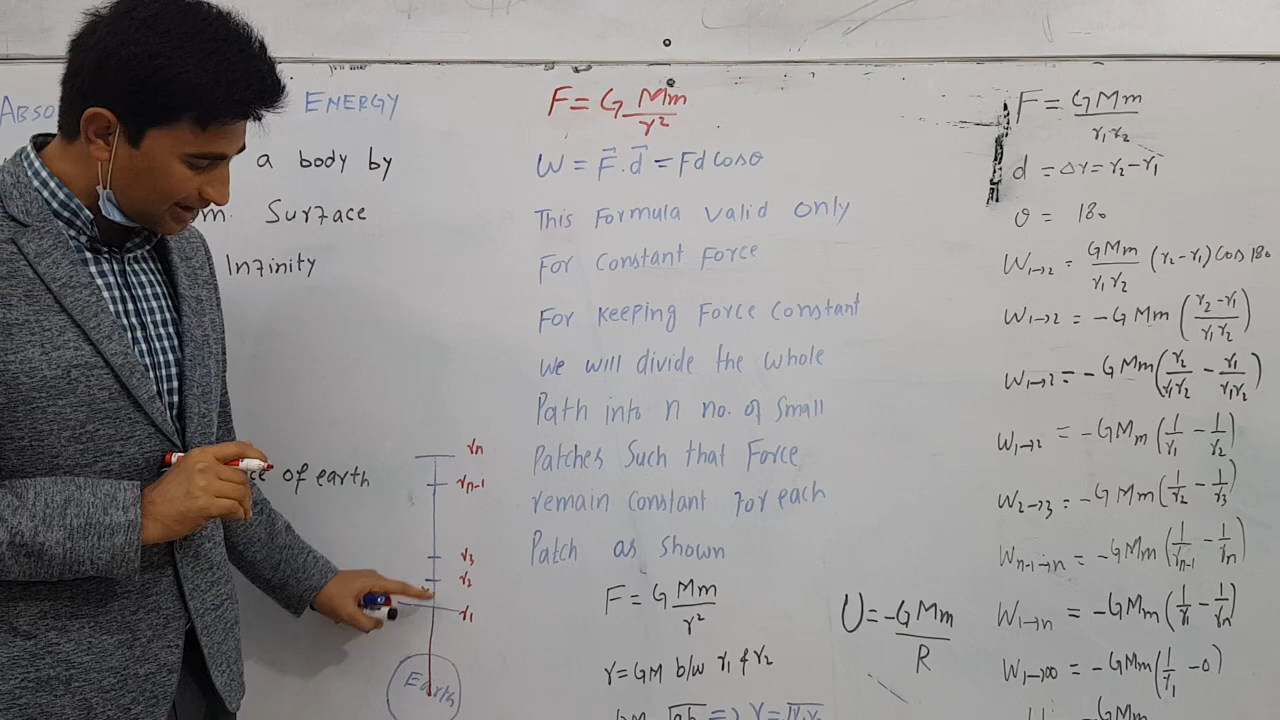 ENERGY
a body by
Surface
Infinity
of earth
rn
rn-1
r3
r2
r1
Earth
F = G Mm/r²
W = F⃗ . d⃗ = Fd Cosθ
This Formula valid only
For Constant Force
For Keeping Force Constant
we will divide the whole
Path into n no. of Small
Patches Such that Force
remain Constant for each
Patch as shown
F = G Mm/r²
r = GM b/w r1 & r2
U = -GMm/R
F = GMm/r1r2
d = Δr = r2 - r1
θ = 180
W1→2 = GMm/r1r2 (r2 - r1) Cos 180
W1→2 = -GMm (r2 - r1/r1r2)
W1→2 = -GMm (r2/r1r2 - r1/r1r2)
W1→2 = -GMm (1/r1 - 1/r2)
W2→3 = -GMm (1/r2 - 1/r3)
Wn-1→n = -GMm (1/rn-1 - 1/rn)
W1→n = -GMm (1/r1 - 1/rn)
W1→∞ = -GMm (1/r1 - 0)